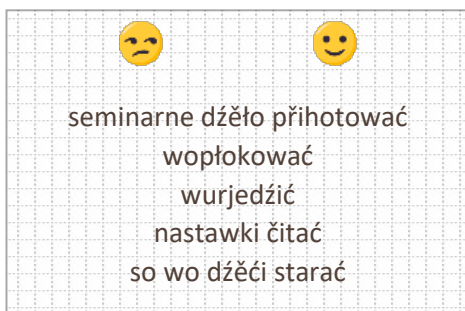 seminarne dźěło přihotować
wopłokować
wurjedźić
nastawki čitać
so wo dźěći starać